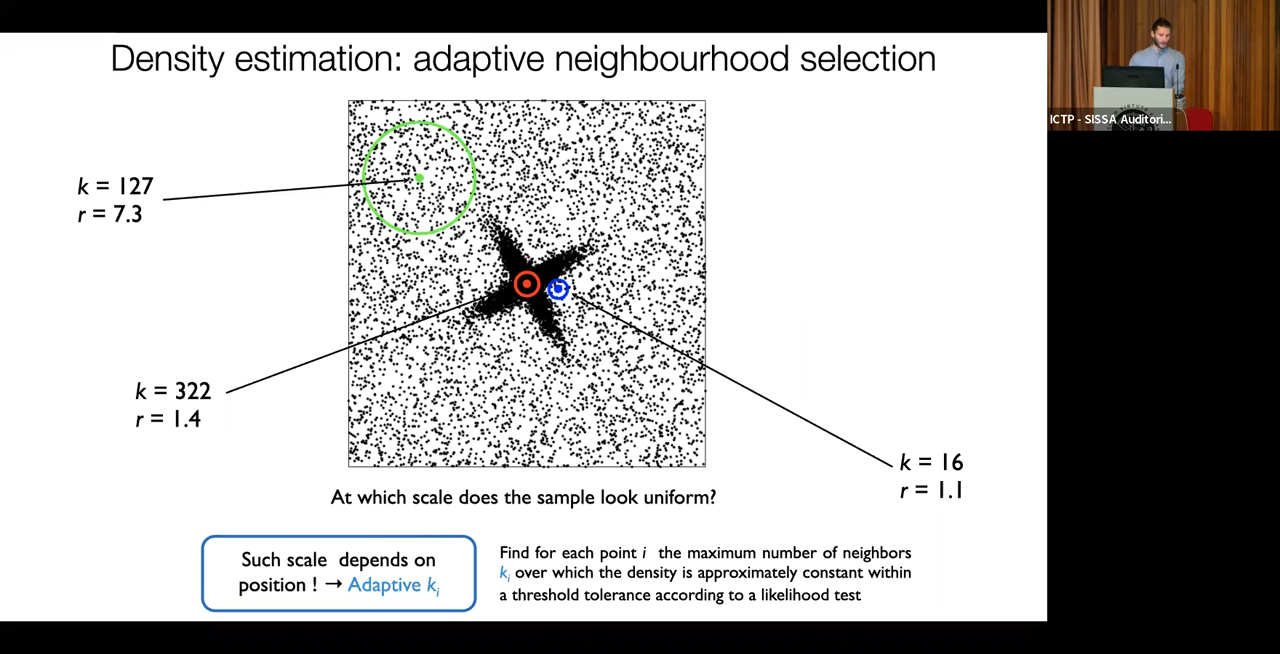 Density estimation: adaptive neighbourhood selection
ICTP - SISSA Auditori...
k = 127
r = 7.3
k = 322
r = 1.4
k = 16
r = 1.1
At which scale does the sample look uniform?
Such scale depends on
position ! → Adaptive kᵢ
Find for each point i the maximum number of neighbors
kᵢ over which the density is approximately constant within
a threshold tolerance according to a likelihood test